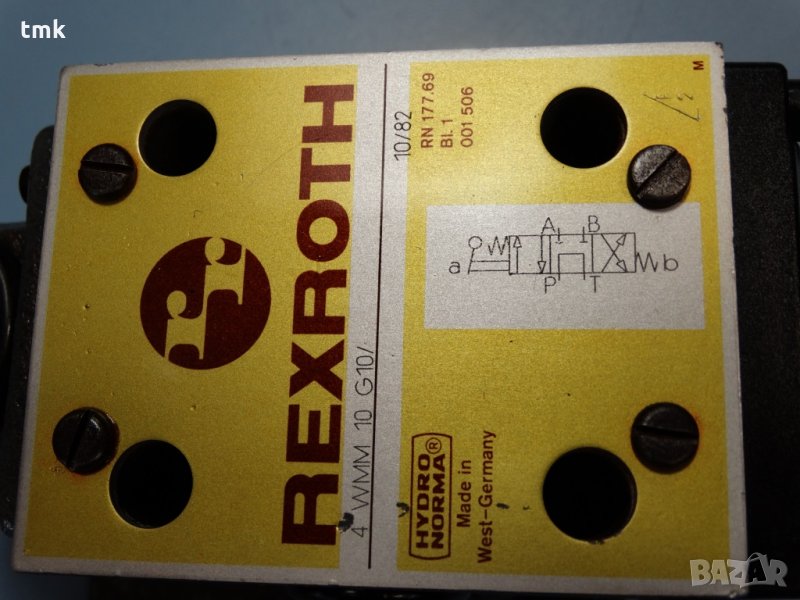 tmk
REXROTH
4 WMM 10 G10/
10/82
RN 177.69
Bl. 1
001 506
M
A B
a b
P T
HYDRO
NORMA®
Made in
West-Germany
BAZAR